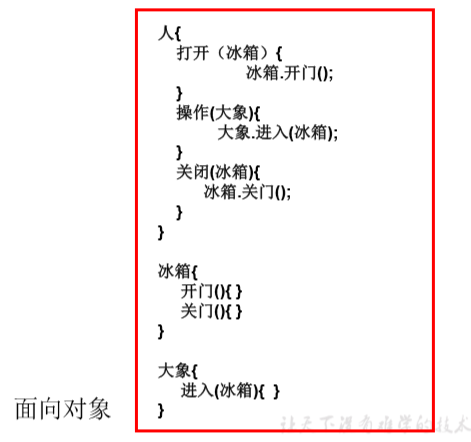 人{
打开（冰箱）{
冰箱.开门();
}
操作(大象){
大象.进入(冰箱);
}
关闭(冰箱){
冰箱.关门();
}
}
冰箱{
开门(){ }
关门(){ }
}
大象{
进入(冰箱){ }
}
面向对象
让天下没有难学的技术